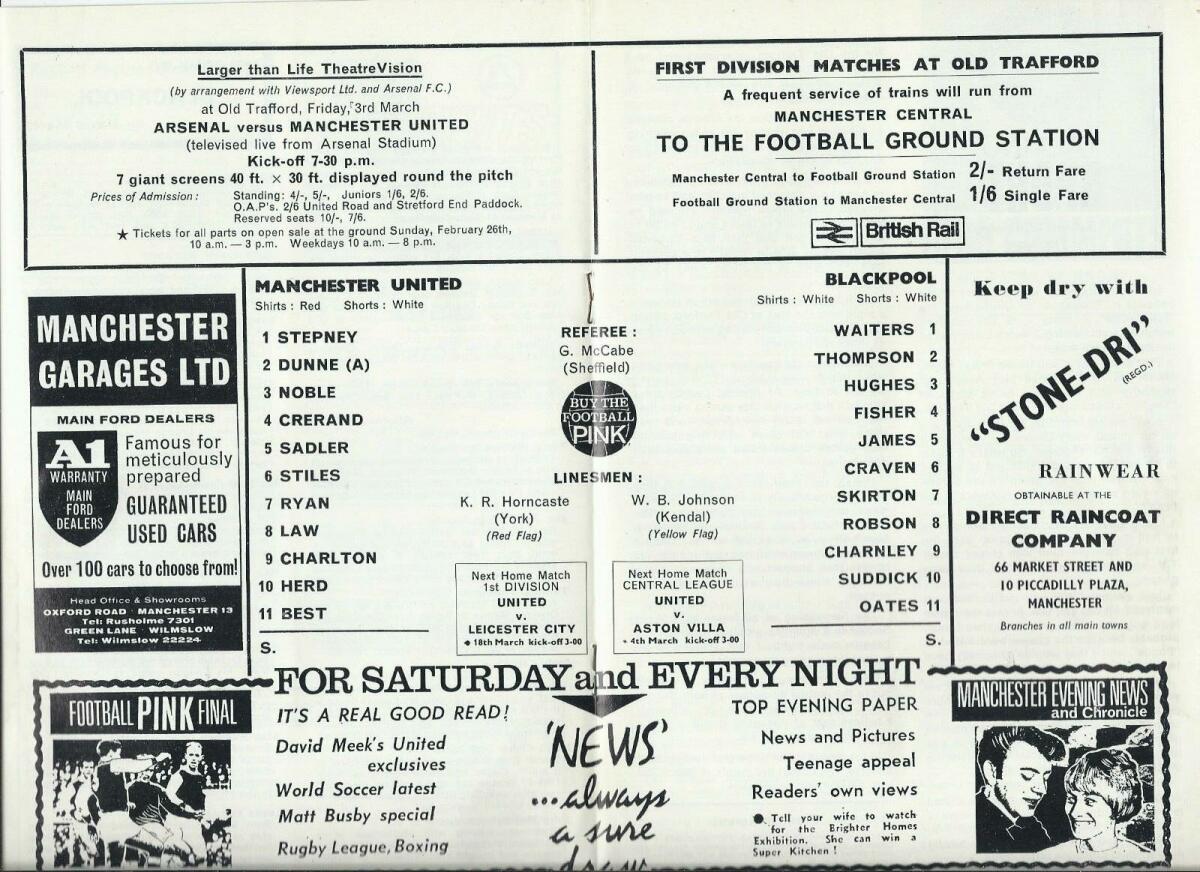 Larger than Life TheatreVision
(by arrangement with Viewsport Ltd. and Arsenal F.C.)
at Old Trafford, Friday, 3rd March
ARSENAL versus MANCHESTER UNITED
(televised live from Arsenal Stadium)
Kick-off 7-30 p.m.
7 giant screens 40 ft. × 30 ft. displayed round the pitch
Prices of Admission : Standing: 4/-, 5/-, Juniors 1/6, 2/6.
O.A.P's. 2/6 United Road and Stretford End Paddock.
Reserved seats 10/-, 7/6.
★ Tickets for all parts on open sale at the ground Sunday, February 26th,
10 a.m. — 3 p.m. Weekdays 10 a.m. — 8 p.m.
FIRST DIVISION MATCHES AT OLD TRAFFORD
A frequent service of trains will run from
MANCHESTER CENTRAL
TO THE FOOTBALL GROUND STATION
Manchester Central to Football Ground Station 2/- Return Fare
Football Ground Station to Manchester Central 1/6 Single Fare
British Rail
MANCHESTER
GARAGES LTD
MAIN FORD DEALERS
A1
WARRANTY
MAIN
FORD
DEALERS
Famous for
meticulously
prepared
GUARANTEED
USED CARS
Over 100 cars to choose from!
Head Office & Showrooms
OXFORD ROAD · MANCHESTER 13
Tel: Rusholme 7301
GREEN LANE · WILMSLOW
Tel: Wilmslow 22224
MANCHESTER UNITED
Shirts : Red Shorts : White
1 STEPNEY
2 DUNNE (A)
3 NOBLE
4 CRERAND
5 SADLER
6 STILES
7 RYAN
8 LAW
9 CHARLTON
10 HERD
11 BEST
S.
REFEREE :
G. McCabe
(Sheffield)
BUY THE
FOOTBALL
PINK
LINESMEN :
K. R. Horncaste
(York)
(Red Flag)
W. B. Johnson
(Kendal)
(Yellow Flag)
Next Home Match
1st DIVISION
UNITED
v.
LEICESTER CITY
18th March kick-off 3-00
Next Home Match
CENTRAL LEAGUE
UNITED
v.
ASTON VILLA
4th March kick-off 3-00
BLACKPOOL
Shirts : White Shorts : White
WAITERS 1
THOMPSON 2
HUGHES 3
FISHER 4
JAMES 5
CRAVEN 6
SKIRTON 7
ROBSON 8
CHARNLEY 9
SUDDICK 10
OATES 11
S.
Keep dry with
"STONE-DRI"
(REGD.)
RAINWEAR
OBTAINABLE AT THE
DIRECT RAINCOAT
COMPANY
66 MARKET STREET AND
10 PICCADILLY PLAZA,
MANCHESTER
Branches in all main towns
FOR SATURDAY and EVERY NIGHT
FOOTBALL PINK FINAL
IT'S A REAL GOOD READ!
David Meek's United
exclusives
World Soccer latest
Matt Busby special
Rugby League, Boxing
'NEWS'
...always
a sure
draw
TOP EVENING PAPER
News and Pictures
Teenage appeal
Readers' own views
● Tell your wife to watch
for the Brighter Homes
Exhibition. She can win a
Super Kitchen !
MANCHESTER EVENING NEWS
and Chronicle